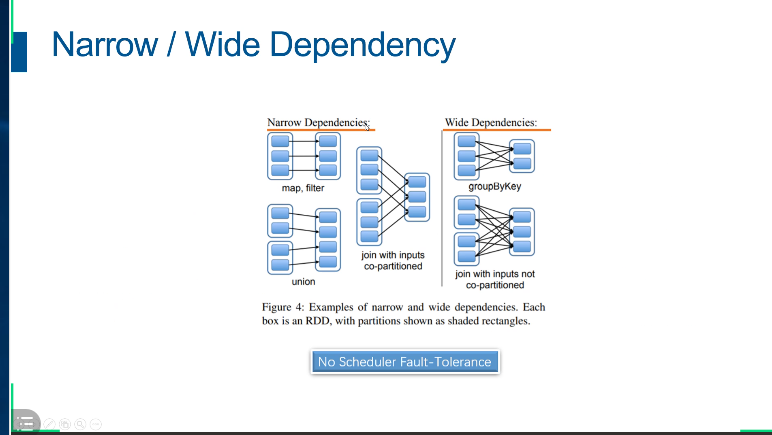 Narrow / Wide Dependency
Narrow Dependencies:
map, filter
union
join with inputs
co-partitioned
Wide Dependencies:
groupByKey
join with inputs not
co-partitioned
Figure 4: Examples of narrow and wide dependencies. Each
box is an RDD, with partitions shown as shaded rectangles.
No Scheduler Fault-Tolerance